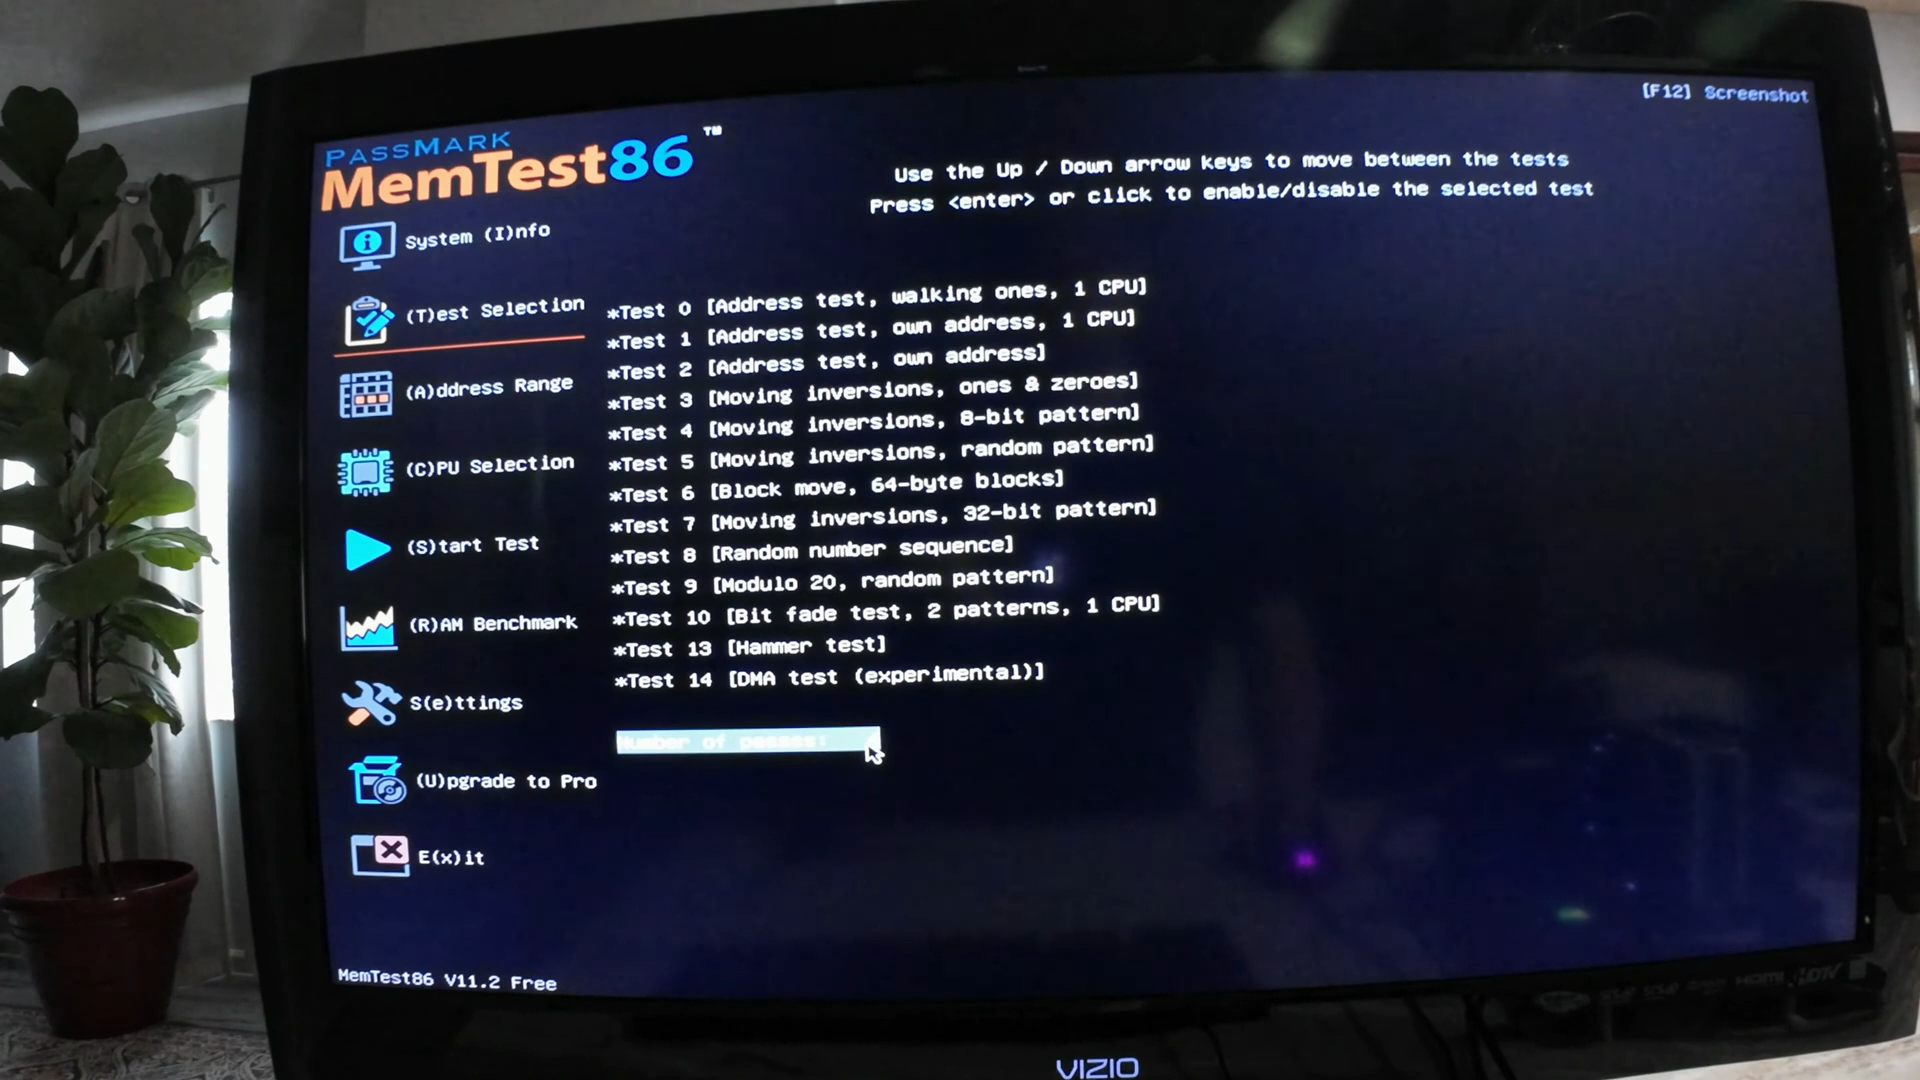 [F12] Screenshot
PASSMARK
MemTest86™
Use the Up / Down arrow keys to move between the tests
Press <enter> or click to enable/disable the selected test
System (I)nfo
(T)est Selection
(A)ddress Range
(C)PU Selection
(S)tart Test
(R)AM Benchmark
S(e)ttings
(U)pgrade to Pro
E(x)it
*Test 0 [Address test, walking ones, 1 CPU]
*Test 1 [Address test, own address, 1 CPU]
*Test 2 [Address test, own address]
*Test 3 [Moving inversions, ones & zeroes]
*Test 4 [Moving inversions, 8-bit pattern]
*Test 5 [Moving inversions, random pattern]
*Test 6 [Block move, 64-byte blocks]
*Test 7 [Moving inversions, 32-bit pattern]
*Test 8 [Random number sequence]
*Test 9 [Modulo 20, random pattern]
*Test 10 [Bit fade test, 2 patterns, 1 CPU]
*Test 13 [Hammer test]
*Test 14 [DMA test (experimental)]
Number of passes:
MemTest86 V11.2 Free
HDMI
VIZIO